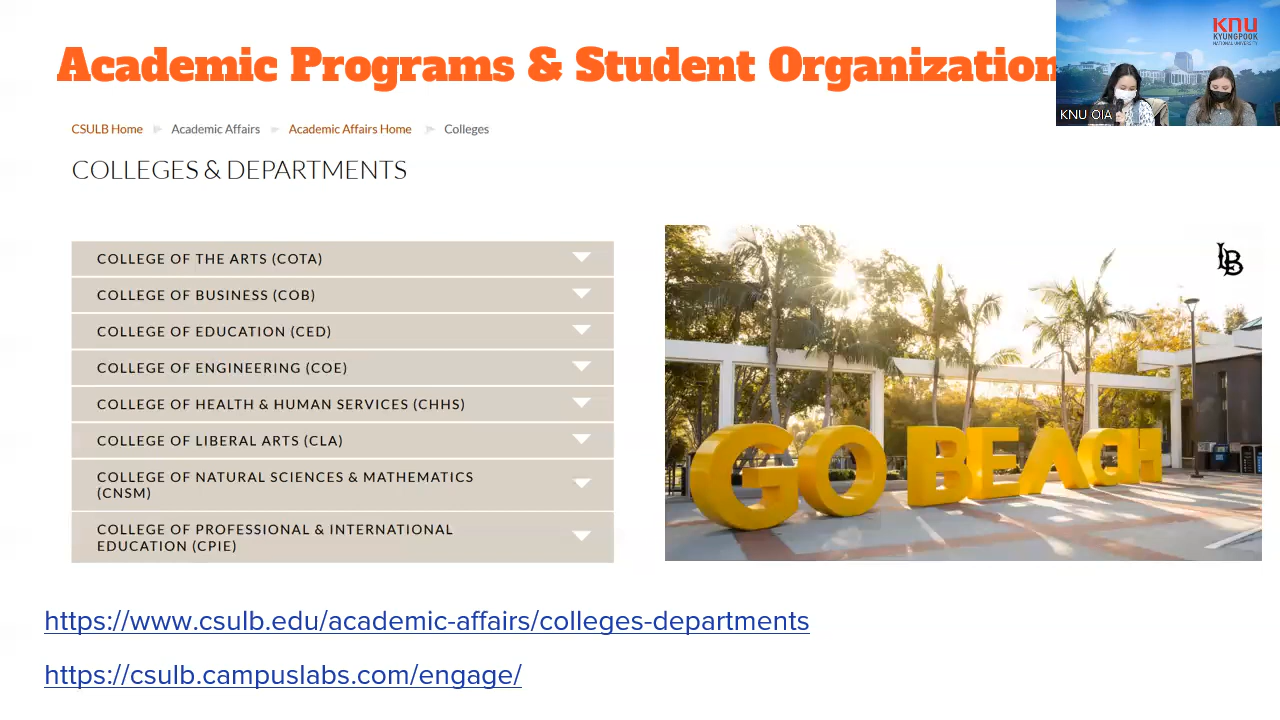 Academic Programs & Student Organization
KNU
KYUNGPOOK
NATIONAL UNIVERSITY
KNU OIA
CSULB Home Academic Affairs Academic Affairs Home Colleges
COLLEGES & DEPARTMENTS
COLLEGE OF THE ARTS (COTA)
COLLEGE OF BUSINESS (COB)
COLLEGE OF EDUCATION (CED)
COLLEGE OF ENGINEERING (COE)
COLLEGE OF HEALTH & HUMAN SERVICES (CHHS)
COLLEGE OF LIBERAL ARTS (CLA)
COLLEGE OF NATURAL SCIENCES & MATHEMATICS
(CNSM)
COLLEGE OF PROFESSIONAL & INTERNATIONAL
EDUCATION (CPIE)
LB
GO BEACH
https://www.csulb.edu/academic-affairs/colleges-departments
https://csulb.campuslabs.com/engage/